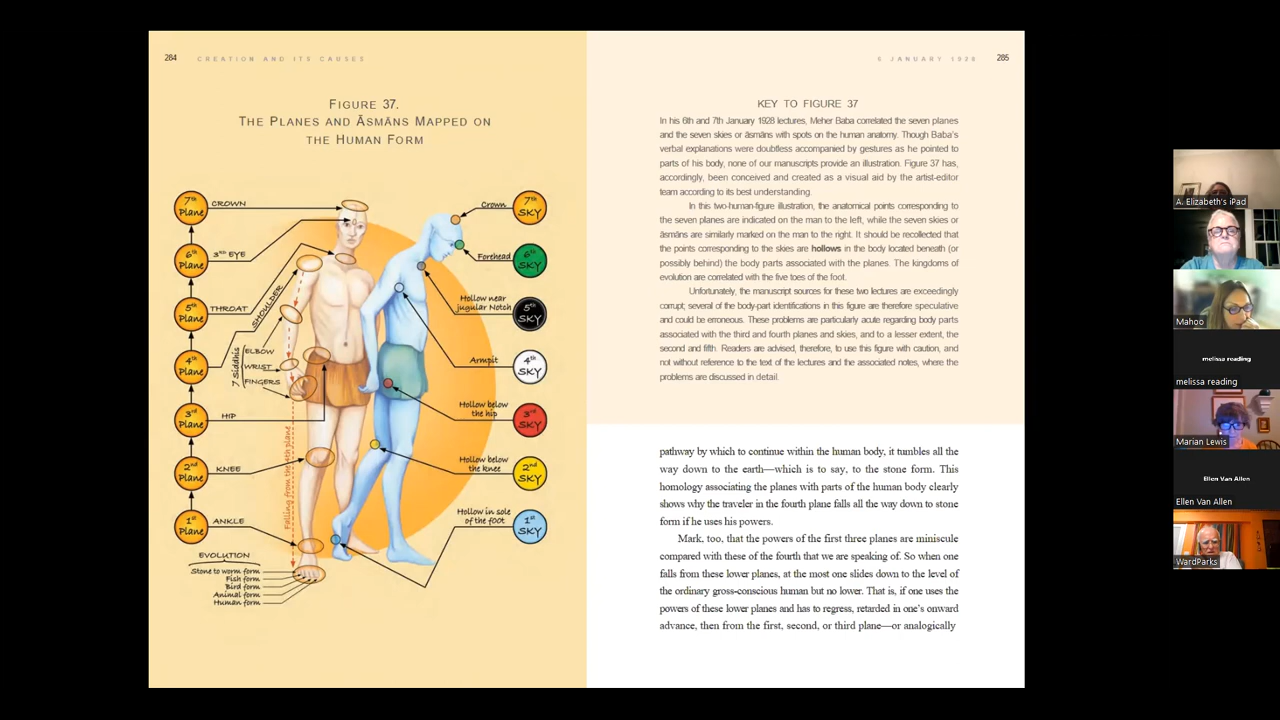 284 CREATION AND ITS CAUSES
FIGURE 37.
THE PLANES AND ĀSMĀNS MAPPED ON
THE HUMAN FORM
7th Plane
CROWN
6th Plane
3RD EYE
5th Plane
THROAT
SHOULDER
4th Plane
7 Siddhis
ELBOW
WRIST
FINGERS
3rd Plane
HIP
2nd Plane
KNEE
1st Plane
ANKLE
Falling from the 4th plane
EVOLUTION
Stone to worm form
Fish form
Bird form
Animal form
Human form
Crown
7th SKY
Forehead
6th SKY
Hollow near
jugular Notch
5th SKY
Armpit
4th SKY
Hollow below
the hip
3rd SKY
Hollow below
the knee
2nd SKY
Hollow in sole
of the foot
1st SKY
6 JANUARY 1928 285
KEY TO FIGURE 37
In his 6th and 7th January 1928 lectures, Meher Baba correlated the seven planes
and the seven skies or āsmāns with spots on the human anatomy. Though Baba's
verbal explanations were doubtless accompanied by gestures as he pointed to
parts of his body, none of our manuscripts provide an illustration. Figure 37 has,
accordingly, been conceived and created as a visual aid by the artist-editor
team according to its best understanding.
In this two-human-figure illustration, the anatomical points corresponding to
the seven planes are indicated on the man to the left, while the seven skies or
āsmāns are similarly marked on the man to the right. It should be recollected that
the points corresponding to the skies are hollows in the body located beneath (or
possibly behind) the body parts associated with the planes. The kingdoms of
evolution are correlated with the five toes of the foot.
Unfortunately, the manuscript sources for these two lectures are exceedingly
corrupt; several of the body-part identifications in this figure are therefore speculative
and could be erroneous. These problems are particularly acute regarding body parts
associated with the third and fourth planes and skies, and to a lesser extent, the
second and fifth. Readers are advised, therefore, to use this figure with caution, and
not without reference to the text of the lectures and the associated notes, where the
problems are discussed in detail.
pathway by which to continue within the human body, it tumbles all the
way down to the earth—which is to say, to the stone form. This
homology associating the planes with parts of the human body clearly
shows why the traveler in the fourth plane falls all the way down to stone
form if he uses his powers.
Mark, too, that the powers of the first three planes are miniscule
compared with these of the fourth that we are speaking of. So when one
falls from these lower planes, at the most one slides down to the level of
the ordinary gross-conscious human but no lower. That is, if one uses the
powers of these lower planes and has to regress, retarded in one's onward
advance, then from the first, second, or third plane—or analogically
A. Elizabeth's iPad
Mahoo
melissa reading
melissa reading
Marian Lewis
Ellen Van Allen
Ellen Van Allen
WardParks